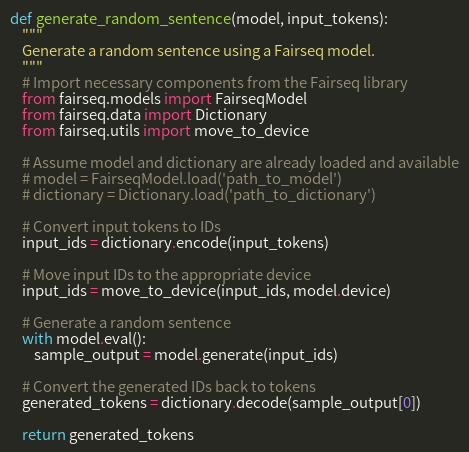 def generate_random_sentence(model, input_tokens):
    """
    Generate a random sentence using a Fairseq model.
    """
    # Import necessary components from the Fairseq library
    from fairseq.models import FairseqModel
    from fairseq.data import Dictionary
    from fairseq.utils import move_to_device

    # Assume model and dictionary are already loaded and available
    # model = FairseqModel.load('path_to_model')
    # dictionary = Dictionary.load('path_to_dictionary')

    # Convert input tokens to IDs
    input_ids = dictionary.encode(input_tokens)

    # Move input IDs to the appropriate device
    input_ids = move_to_device(input_ids, model.device)

    # Generate a random sentence
    with model.eval():
        sample_output = model.generate(input_ids)

    # Convert the generated IDs back to tokens
    generated_tokens = dictionary.decode(sample_output[0])

    return generated_tokens